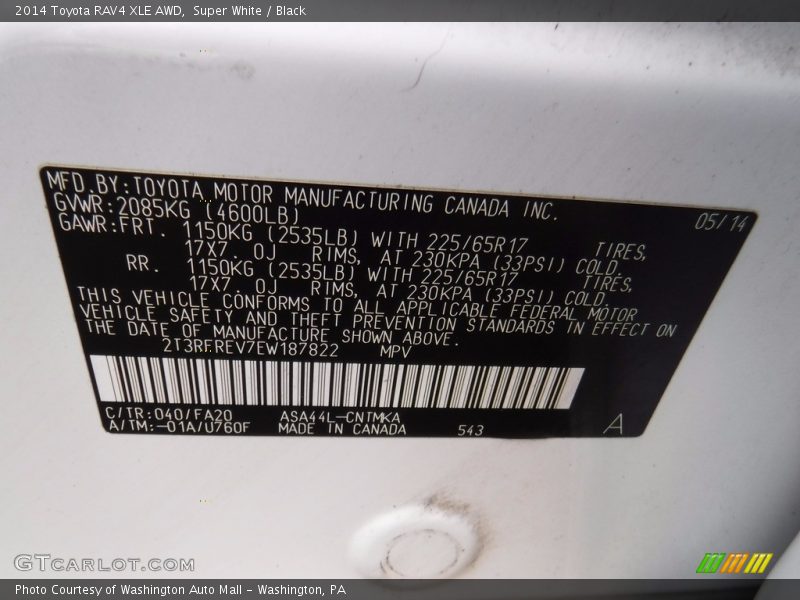 2014 Toyota RAV4 XLE AWD, Super White / Black
MFD.BY:TOYOTA MOTOR MANUFACTURING CANADA INC.
GVWR:2085KG (4600LB) 05/14
GAWR:FRT. 1150KG (2535LB) WITH 225/65R17 TIRES,
17X7.0J RIMS, AT 230KPA (33PSI) COLD.
RR. 1150KG (2535LB) WITH 225/65R17 TIRES,
17X7.0J RIMS, AT 230KPA (33PSI) COLD.
THIS VEHICLE CONFORMS TO ALL APPLICABLE FEDERAL MOTOR
VEHICLE SAFETY AND THEFT PREVENTION STANDARDS IN EFFECT ON
THE DATE OF MANUFACTURE SHOWN ABOVE.
2T3RFREV7EW187822 MPV
C/TR:040/FA20 ASA44L-CNTMKA
A/TM:-01A/U760F MADE IN CANADA 543 A
GTcarlot.com
Photo Courtesy of Washington Auto Mall - Washington, PA